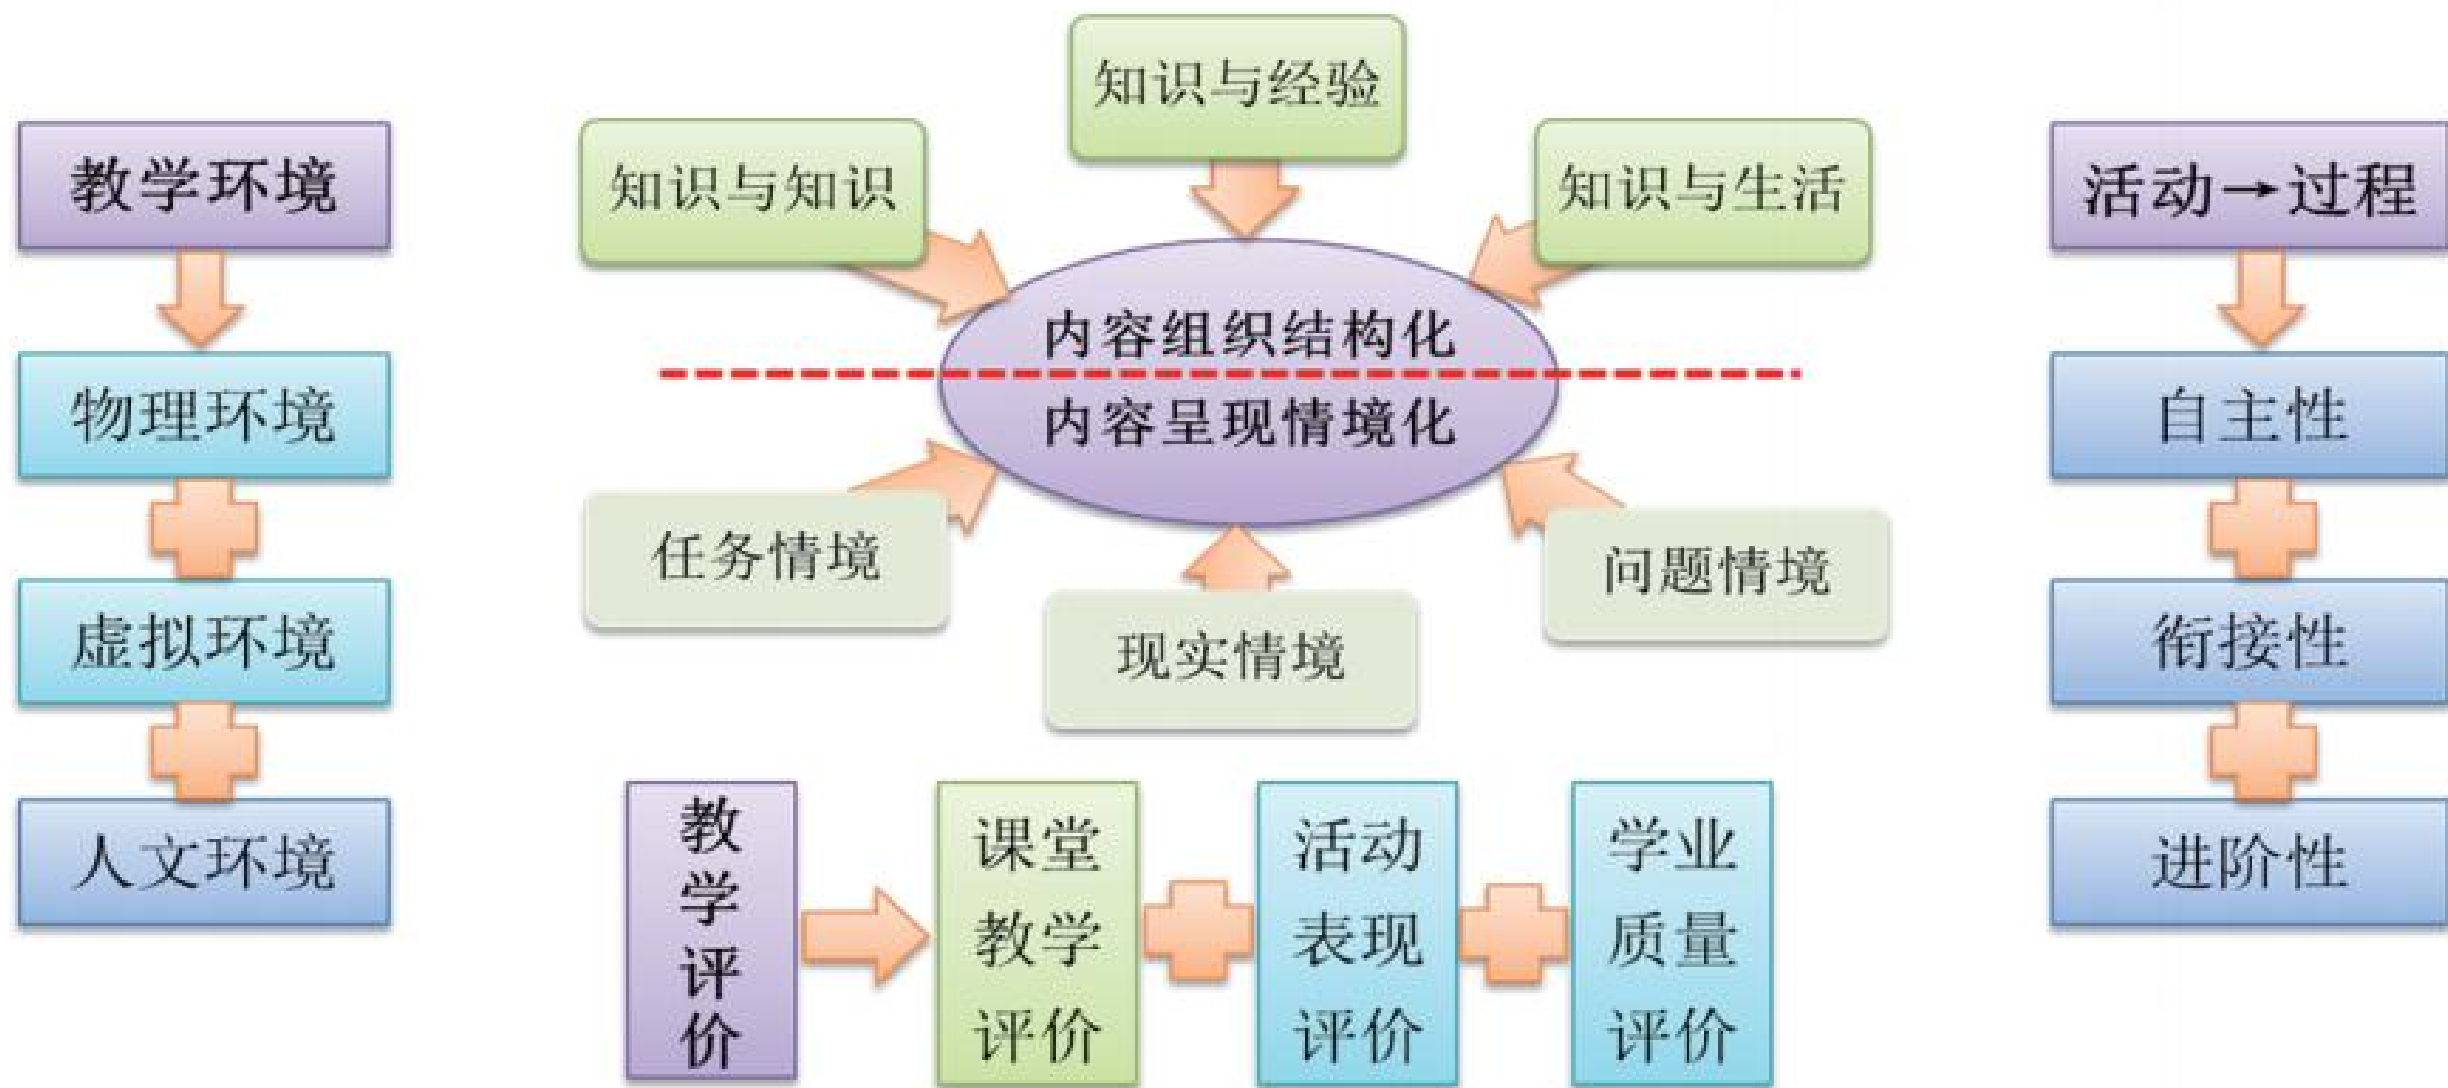 教学环境
物理环境
虚拟环境
人文环境
知识与知识
知识与经验
知识与生活
内容组织结构化
内容呈现情境化
任务情境
现实情境
问题情境
教
学
评
价
课堂
教学
评价
活动
表现
评价
学业
质量
评价
活动→过程
自主性
衔接性
进阶性